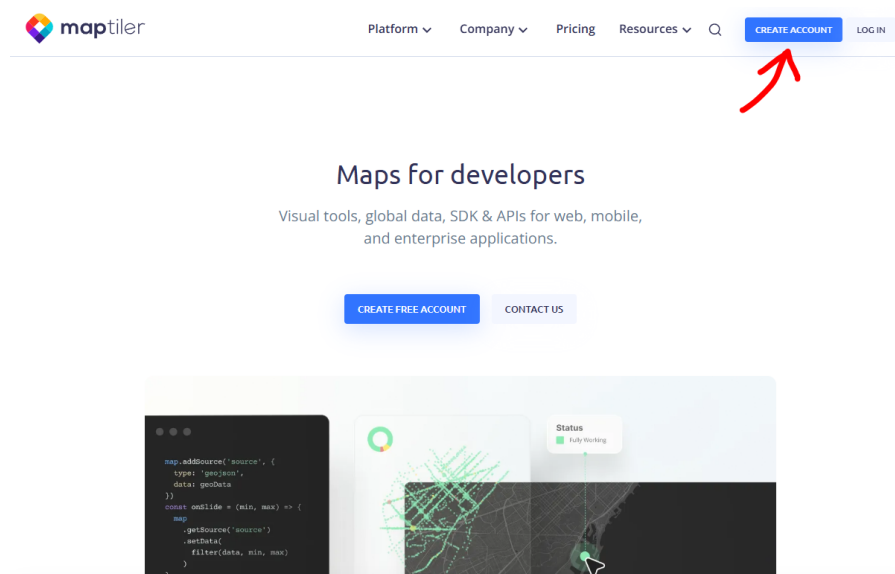 maptiler
Platform
Company
Pricing
Resources
CREATE ACCOUNT
LOG IN
Maps for developers
Visual tools, global data, SDK & APIs for web, mobile,
and enterprise applications.
CREATE FREE ACCOUNT
CONTACT US
map.addSource('source', {
type: 'geojson',
data: geoData
})
const onSlide = (min, max) => {
map
.getSource('source')
.setData(
filter(data, min, max)
)
Status
Fully Working